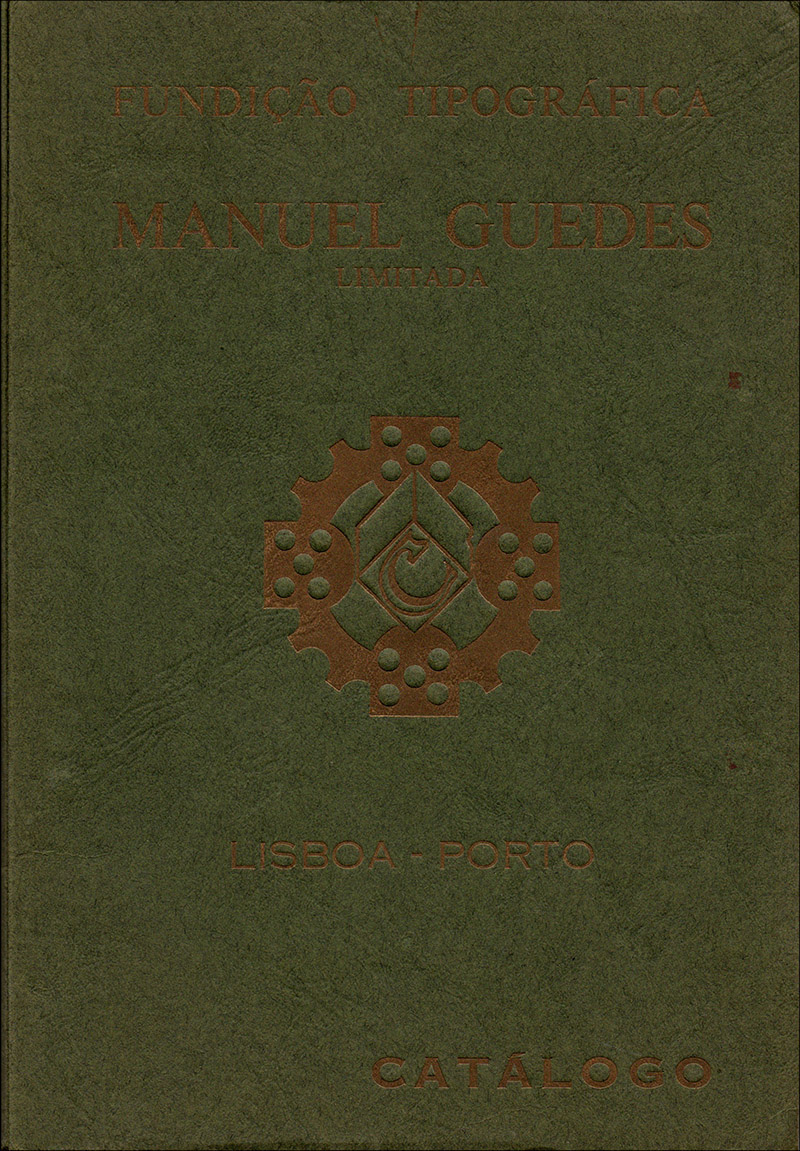 FUNDIÇÃO TIPOGRÁFICA
MANUEL GUEDES
LIMITADA
LISBOA - PORTO
CATÁLOGO